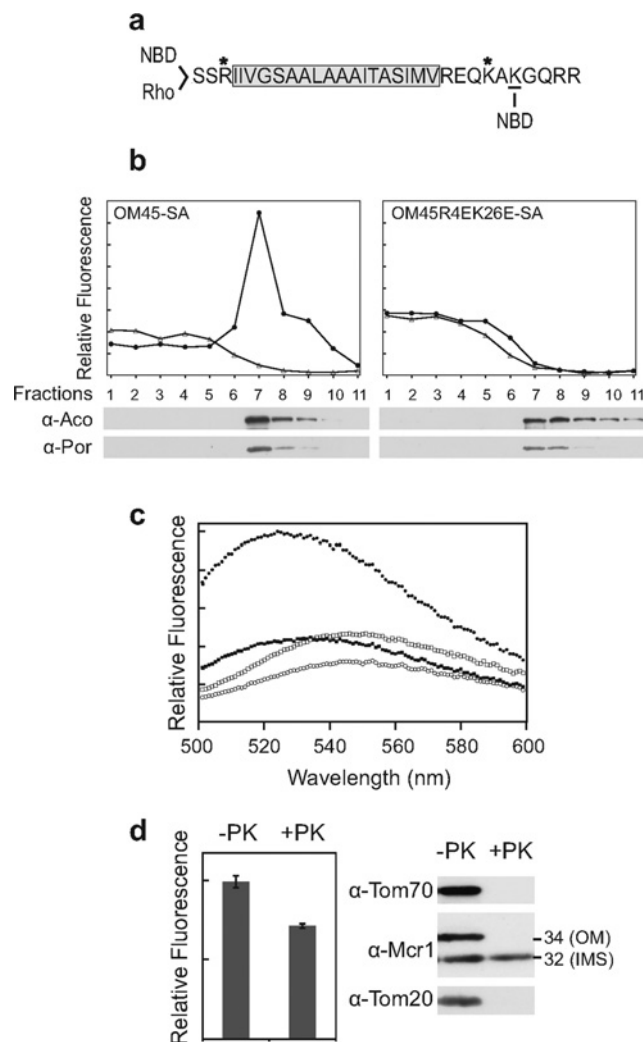 a
NBD
Rho
* *
SSRIIVGSAALAAAITASIMVREQKAKGQRR
NBD
b
OM45-SA
OM45R4EK26E-SA
Relative Fluorescence
Fractions 1 2 3 4 5 6 7 8 9 10 11 1 2 3 4 5 6 7 8 9 10 11
α-Aco
α-Por
c
Relative Fluorescence
500 520 540 560 580 600
Wavelength (nm)
d
-PK +PK
Relative Fluorescence
-PK +PK
α-Tom70
α-Mcr1
34 (OM)
32 (IMS)
α-Tom20